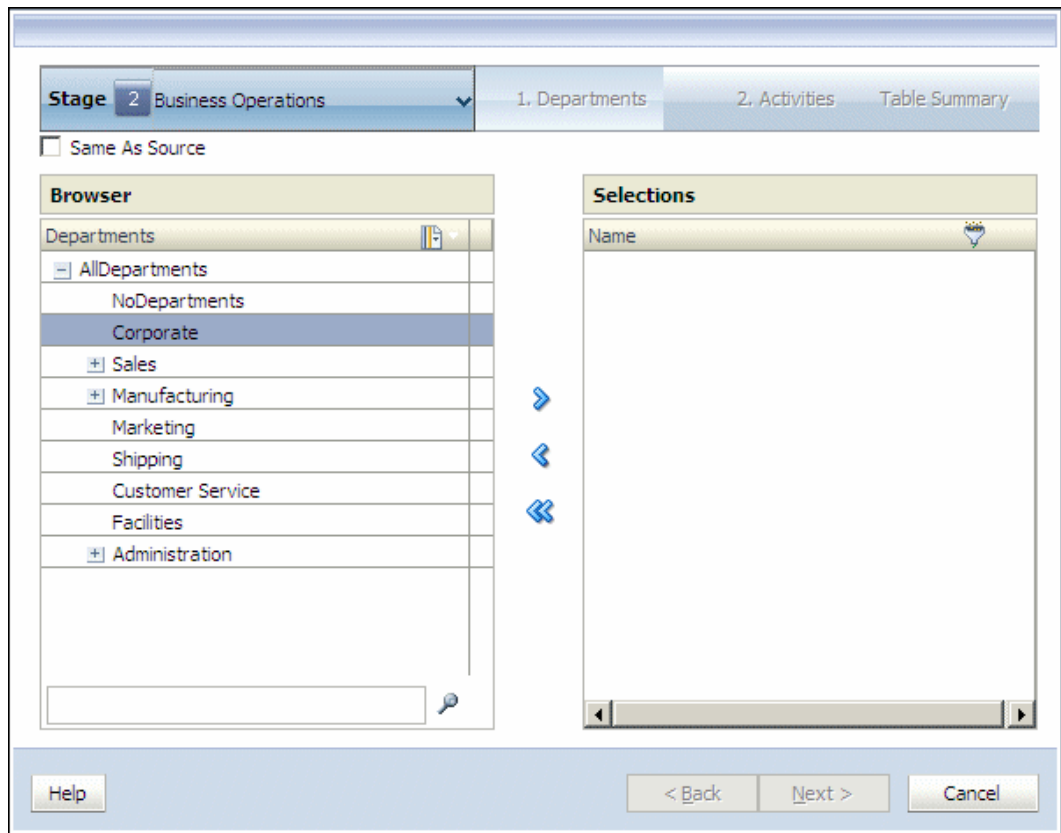 Stage 2 Business Operations 1. Departments 2. Activities Table Summary
Same As Source
Browser Selections
Departments Name
AllDepartments
NoDepartments
Corporate
Sales
Manufacturing
Marketing
Shipping
Customer Service
Facilities
Administration
Help < Back Next > Cancel